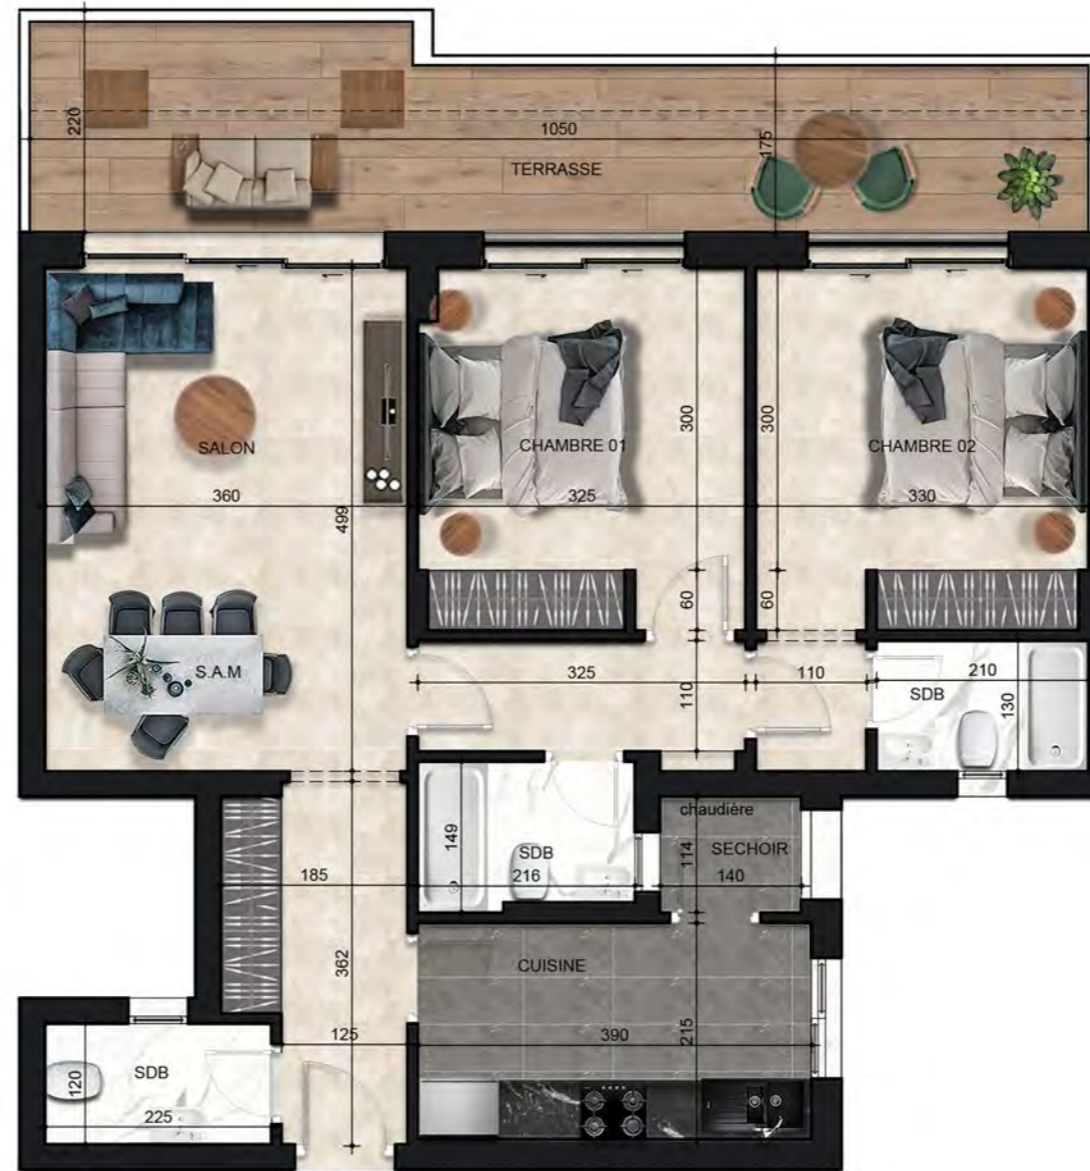 220
1050
175
TERRASSE
SALON
360
499
CHAMBRE 01
325
300
300
CHAMBRE 02
330
60
60
S.A.M
325
110
110
210
SDB
130
149
SDB
216
chaudière
114
SECHOIR
140
185
362
CUISINE
125
390
215
SDB
120
225